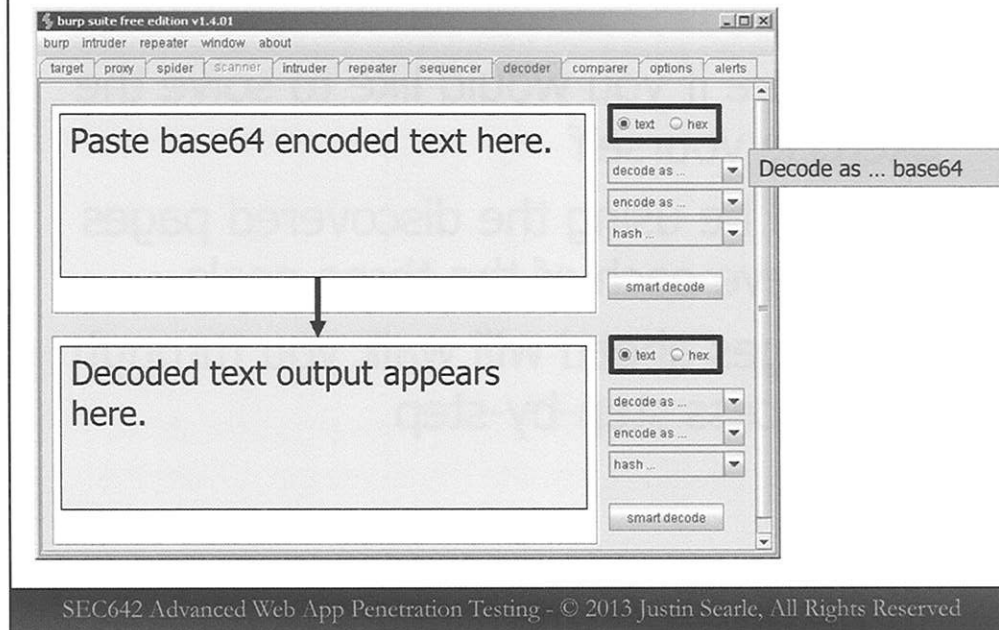 burp suite free edition v1.4.01
burp intruder repeater window about
target proxy spider scanner intruder repeater sequencer decoder comparer options alerts
Paste base64 encoded text here.
text hex
decode as ...
Decode as ... base64
encode as ...
hash ...
smart decode
Decoded text output appears
here.
text hex
decode as ...
encode as ...
hash ...
smart decode
SEC642 Advanced Web App Penetration Testing - © 2013 Justin Searle, All Rights Reserved